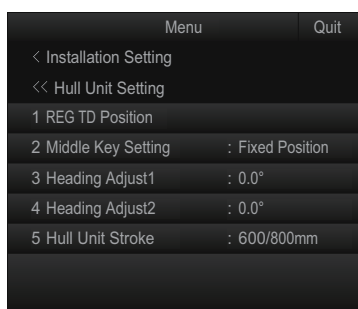 Menu Quit
< Installation Setting
<< Hull Unit Setting
1 REG TD Position
2 Middle Key Setting : Fixed Position
3 Heading Adjust1 : 0.0°
4 Heading Adjust2 : 0.0°
5 Hull Unit Stroke : 600/800mm